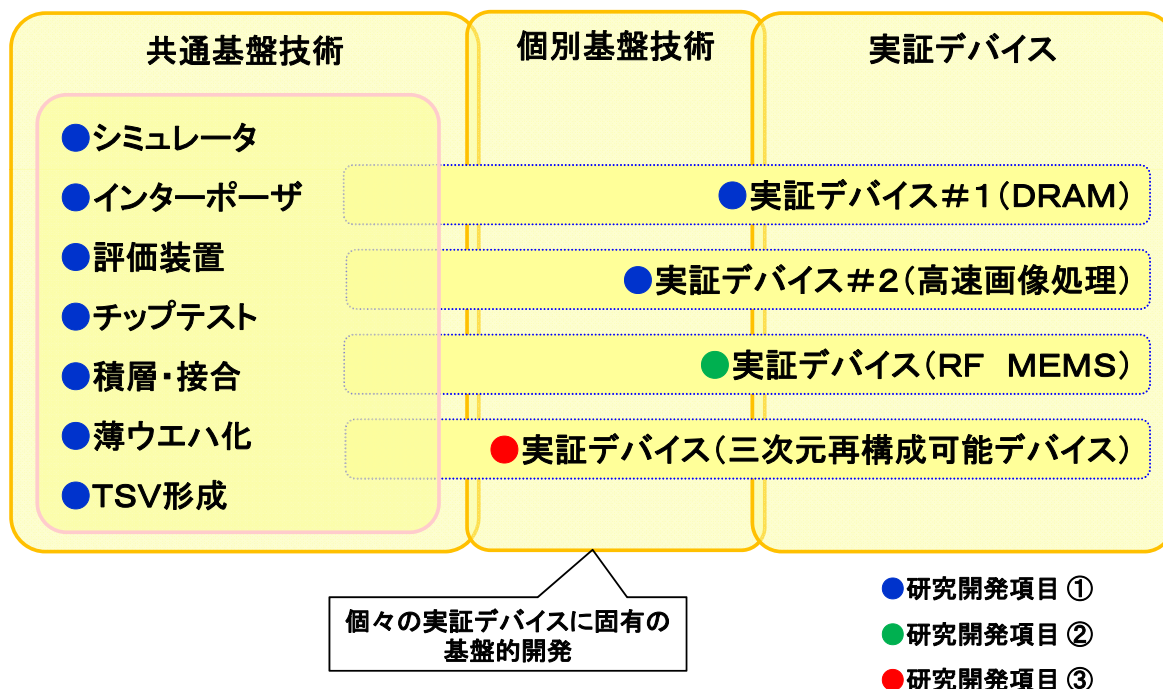 共通基盤技術
個別基盤技術
実証デバイス
●シミュレータ
●インターポーザ
●評価装置
●チップテスト
●積層・接合
●薄ウエハ化
●TSV形成
●実証デバイス＃１（DRAM）
●実証デバイス＃２（高速画像処理）
●実証デバイス（RF　MEMS）
●実証デバイス（三次元再構成可能デバイス）
個々の実証デバイスに固有の
基盤的開発
●研究開発項目 ①
●研究開発項目 ②
●研究開発項目 ③